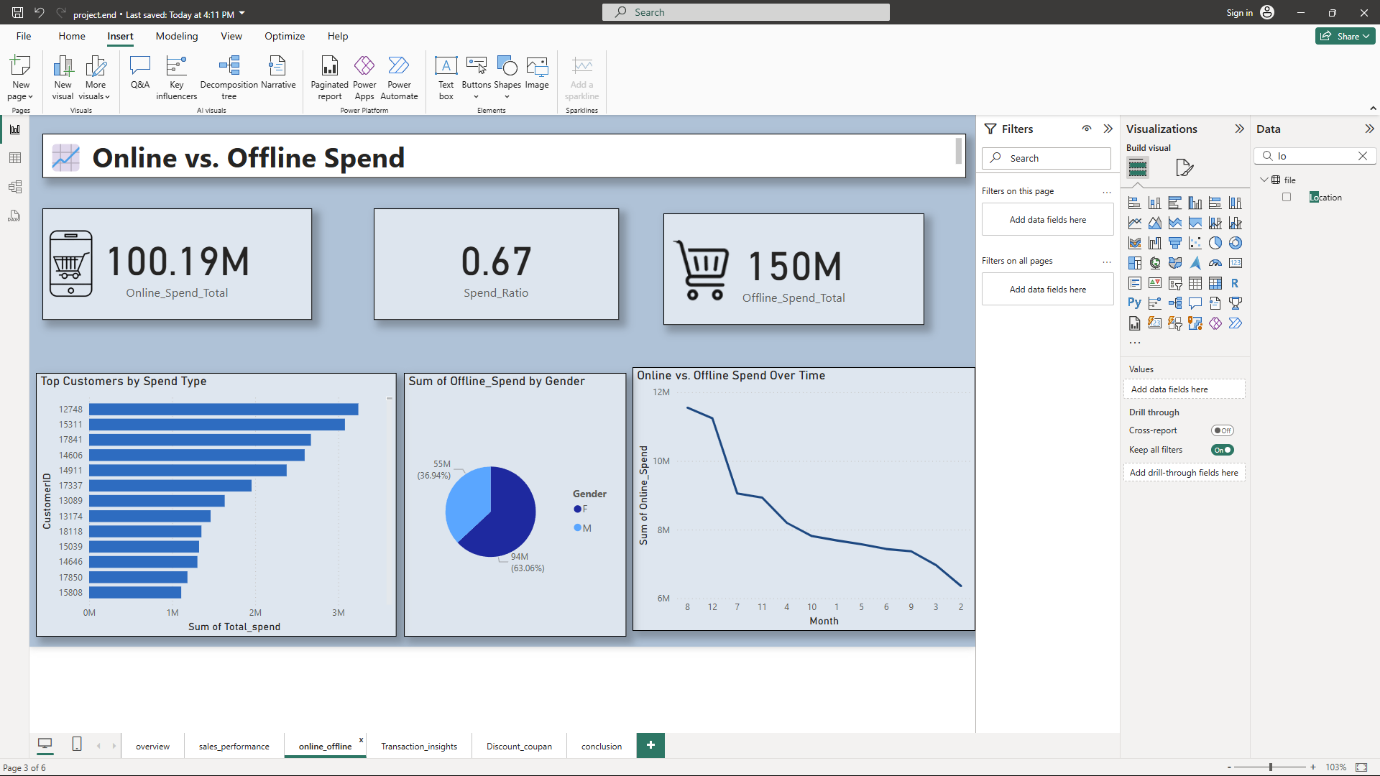 project.end • Last saved: Today at 4:11 PM
Search
Sign in
File Home Insert Modeling View Optimize Help
Share
New page
New visual
More visuals
Q&A
Key influencers
Decomposition tree
Narrative
Paginated report
Power Apps
Power Automate
Text box
Buttons
Shapes
Image
Add a sparkline
Pages
Visuals
AI visuals
Power Platform
Elements
Sparklines
Online vs. Offline Spend
100.19M
Online_Spend_Total
0.67
Spend_Ratio
150M
Offline_Spend_Total
Top Customers by Spend Type
CustomerID
12748
15311
17841
14606
14911
17337
13089
13174
18118
15039
14646
17850
15808
0M 1M 2M 3M
Sum of Total_spend
Sum of Offline_Spend by Gender
55M
(36.94%)
94M
(63.06%)
Gender
F
M
Online vs. Offline Spend Over Time
Sum of Online_Spend
12M
10M
8M
6M
8 12 7 11 4 10 1 5 6 9 3 2
Month
Filters
Search
Filters on this page
...
Add data fields here
Filters on all pages
...
Add data fields here
Visualizations
Build visual
123
R
Py
...
Values
Add data fields here
Drill through
Cross-report
Off
Keep all filters
On
Add drill-through fields here
Data
lo
file
Location
overview
sales_performance
online_offline
x
Transaction_insights
Discount_coupan
conclusion
+
Page 3 of 6
- + 103%